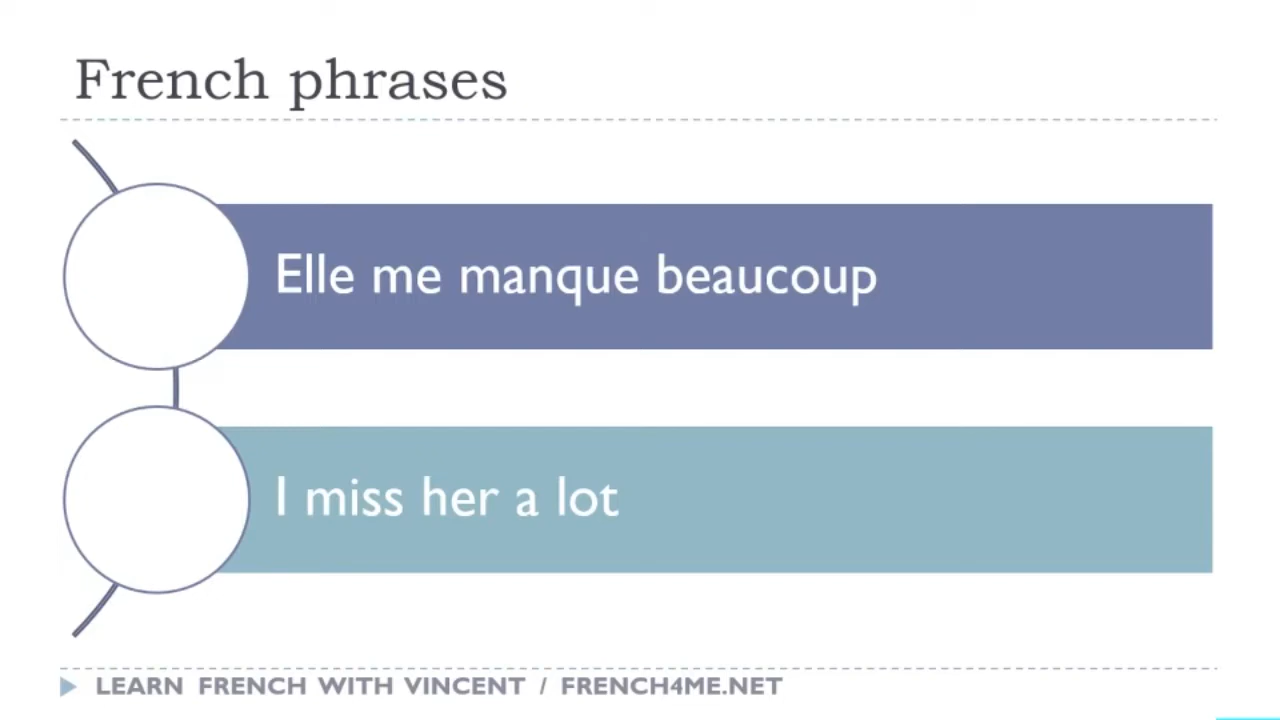 French phrases
Elle me manque beaucoup
I miss her a lot
LEARN FRENCH WITH VINCENT / FRENCH4ME.NET